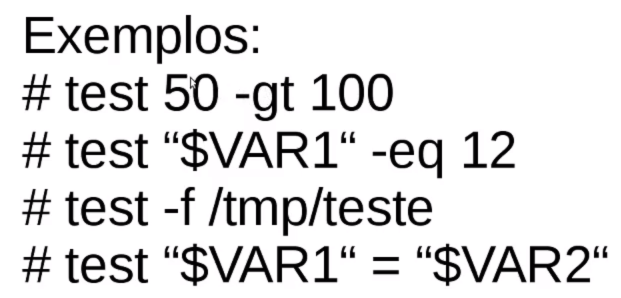 Exemplos:
# test 50 -gt 100
# test “$VAR1“ -eq 12
# test -f /tmp/teste
# test “$VAR1“ = “$VAR2“